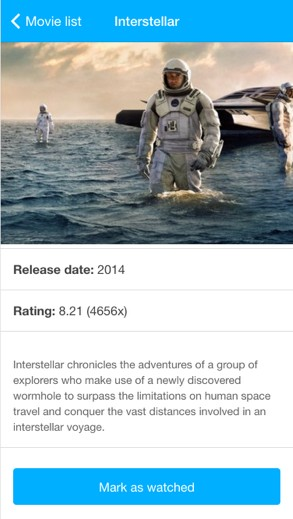 Movie list
Interstellar
Release date: 2014
Rating: 8.21 (4656x)
Interstellar chronicles the adventures of a group of
explorers who make use of a newly discovered
wormhole to surpass the limitations on human space
travel and conquer the vast distances involved in an
interstellar voyage.
Mark as watched